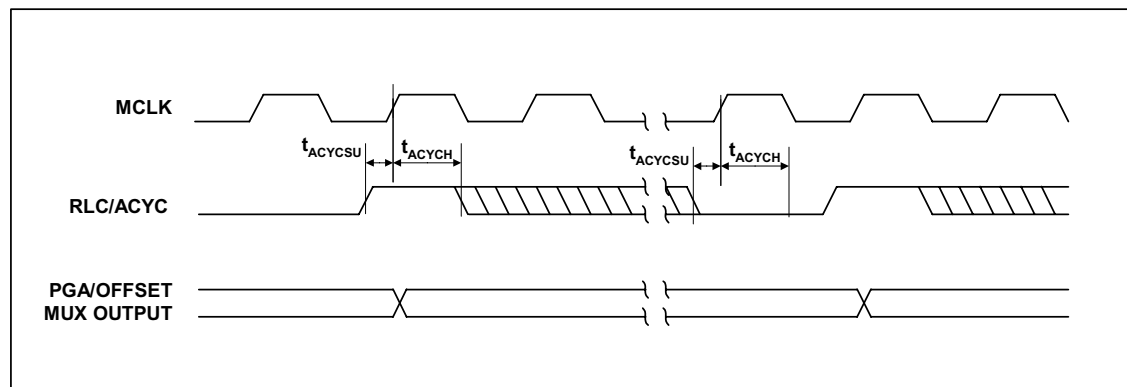 MCLK
tACYCSU tACYCH tACYCSU tACYCH
RLC/ACYC
PGA/OFFSET
MUX OUTPUT